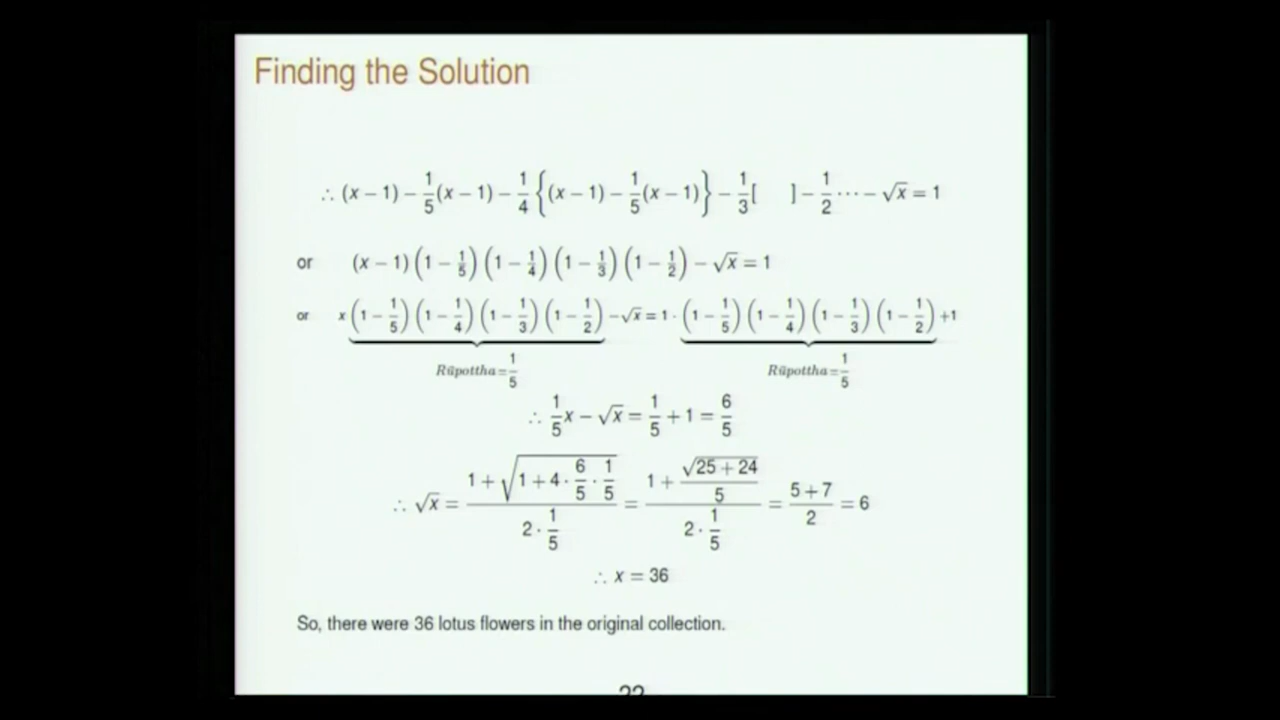 Finding the Solution
∴ (x − 1) − 1/5(x − 1) − 1/4{(x − 1) − 1/5(x − 1)} − 1/3[ ] − 1/2 ⋯ − √x = 1
or (x − 1)(1 − 1/5)(1 − 1/4)(1 − 1/3)(1 − 1/2) − √x = 1
or x(1 − 1/5)(1 − 1/4)(1 − 1/3)(1 − 1/2) − √x = 1 · (1 − 1/5)(1 − 1/4)(1 − 1/3)(1 − 1/2) + 1
Rūpottha = 1/5 Rūpottha = 1/5
∴ 1/5x − √x = 1/5 + 1 = 6/5
∴ √x = (1 + √(1 + 4 · 6/5 · 1/5))/(2 · 1/5) = (1 + √(25 + 24)/5)/(2 · 1/5) = (5 + 7)/2 = 6
∴ x = 36
So, there were 36 lotus flowers in the original collection.